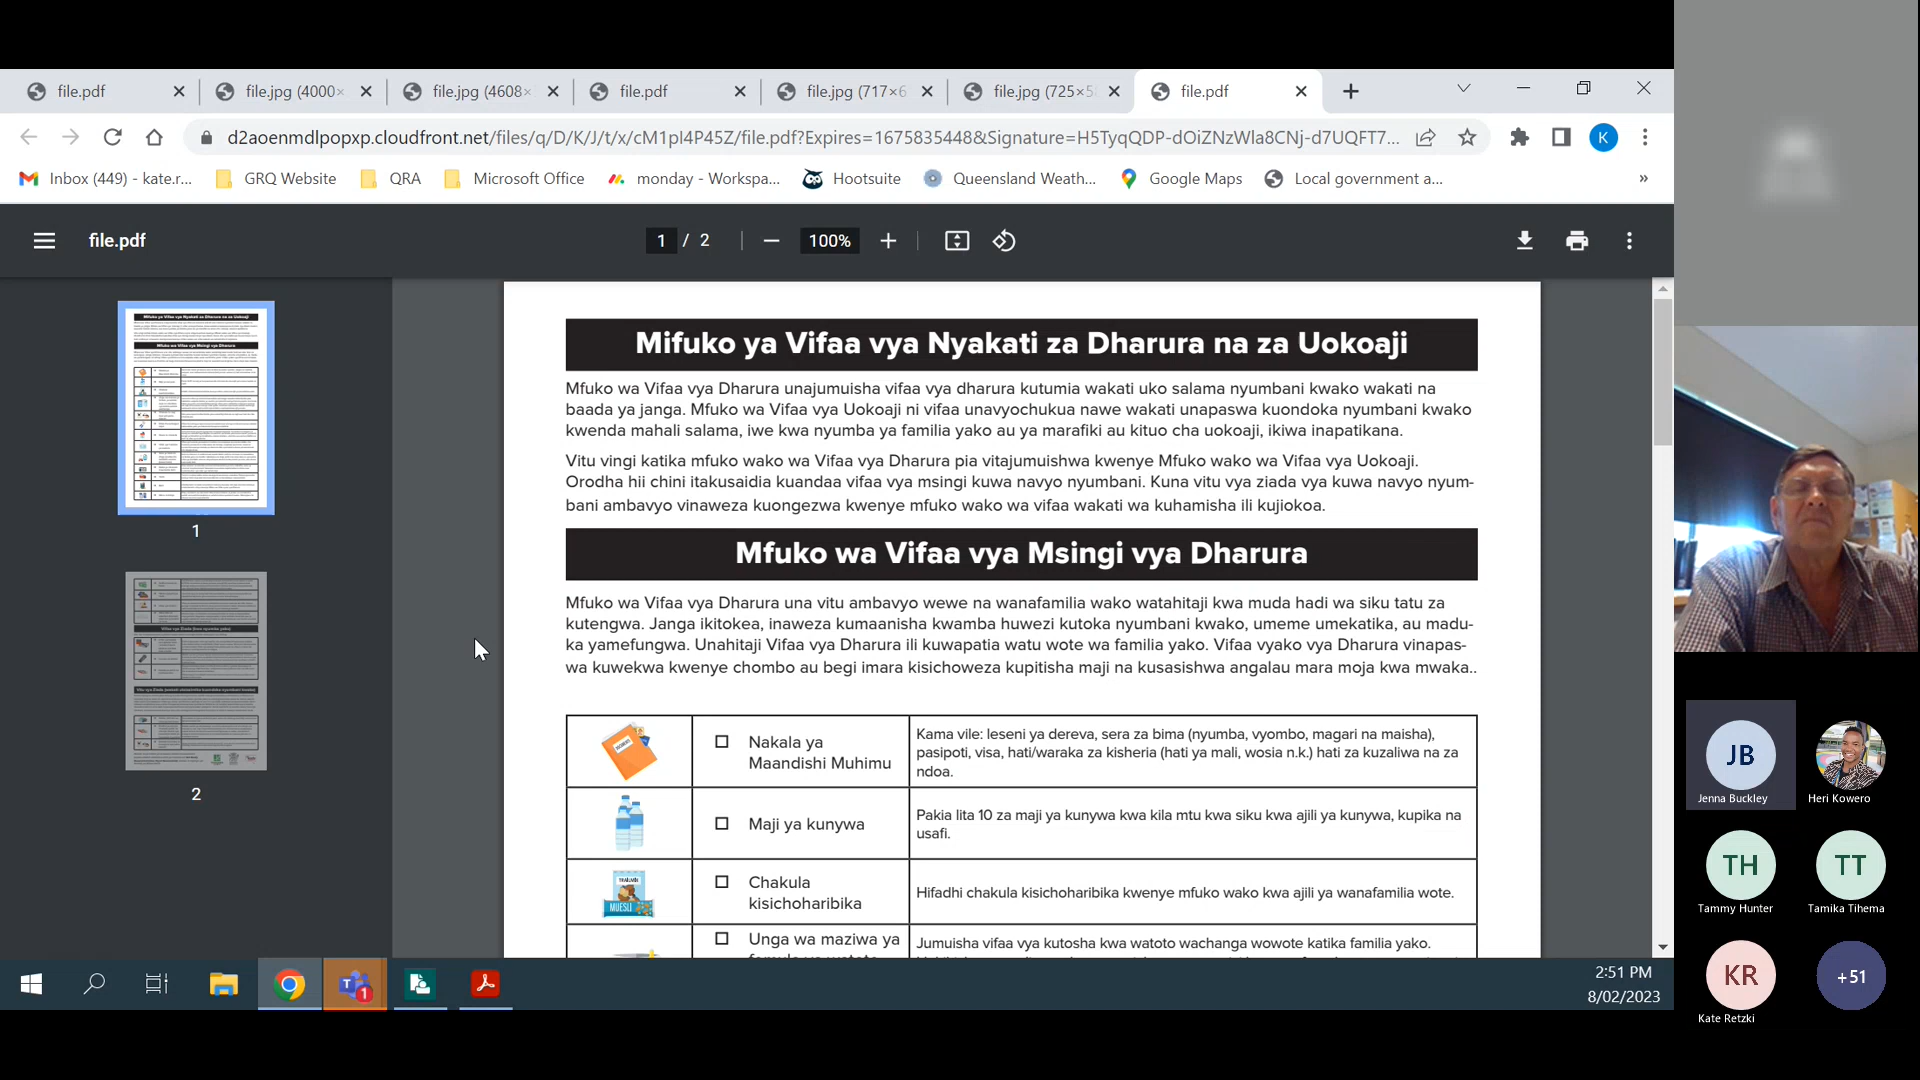 file.pdf
file.jpg (4000×
file.jpg (4608×
file.pdf
file.jpg (717×6
file.jpg (725×5
file.pdf
d2aoenmdlpopxp.cloudfront.net/files/q/D/K/J/t/x/cM1pl4P45Z/file.pdf?Expires=1675835448&Signature=H5TyqQDP-dOiZNzWla8CNj-d7UQFT7...
K
Inbox (449) - kate.r...
GRQ Website
QRA
Microsoft Office
monday - Workspa...
Hootsuite
Queensland Weath...
Google Maps
Local government a...
»
file.pdf
1 / 2
100%
1
2
Mifuko ya Vifaa vya Nyakati za Dharura na za Uokoaji
Mfuko wa Vifaa vya Dharura unajumuisha vifaa vya dharura kutumia wakati uko salama nyumbani kwako wakati na
baada ya janga. Mfuko wa Vifaa vya Uokoaji ni vifaa unavyochukua nawe wakati unapaswa kuondoka nyumbani kwako
kwenda mahali salama, iwe kwa nyumba ya familia yako au ya marafiki au kituo cha uokoaji, ikiwa inapatikana.
Vitu vingi katika mfuko wako wa Vifaa vya Dharura pia vitajumuishwa kwenye Mfuko wako wa Vifaa vya Uokoaji.
Orodha hii chini itakusaidia kuandaa vifaa vya msingi kuwa navyo nyumbani. Kuna vitu vya ziada vya kuwa navyo nyum-
bani ambavyo vinaweza kuongezwa kwenye mfuko wako wa vifaa wakati wa kuhamisha ili kujiokoa.
Mfuko wa Vifaa vya Msingi vya Dharura
Mfuko wa Vifaa vya Dharura una vitu ambavyo wewe na wanafamilia wako watahitaji kwa muda hadi wa siku tatu za
kutengwa. Janga ikitokea, inaweza kumaanisha kwamba huwezi kutoka nyumbani kwako, umeme umekatika, au madu-
ka yamefungwa. Unahitaji Vifaa vya Dharura ili kuwapatia watu wote wa familia yako. Vifaa vyako vya Dharura vinapas-
wa kuwekwa kwenye chombo au begi imara kisichoweza kupitisha maji na kusasishwa angalau mara moja kwa mwaka..
Nakala ya
Maandishi Muhimu
Kama vile: leseni ya dereva, sera za bima (nyumba, vyombo, magari na maisha),
pasipoti, visa, hati/waraka za kisheria (hati ya mali, wosia n.k.) hati za kuzaliwa na za
ndoa.
Maji ya kunywa
Pakia lita 10 za maji ya kunywa kwa kila mtu kwa siku kwa ajili ya kunywa, kupika na
usafi.
MUESLI
Chakula
kisichoharibika
Hifadhi chakula kisichoharibika kwenye mfuko wako kwa ajili ya wanafamilia wote.
Unga wa maziwa ya
Jumuisha vifaa vya kutosha kwa watoto wachanga wowote katika familia yako.
1
2:51 PM
8/02/2023
JB
Jenna Buckley
Heri Kowero
TH
Tammy Hunter
TT
Tamika Tihema
KR
Kate Retzki
+51